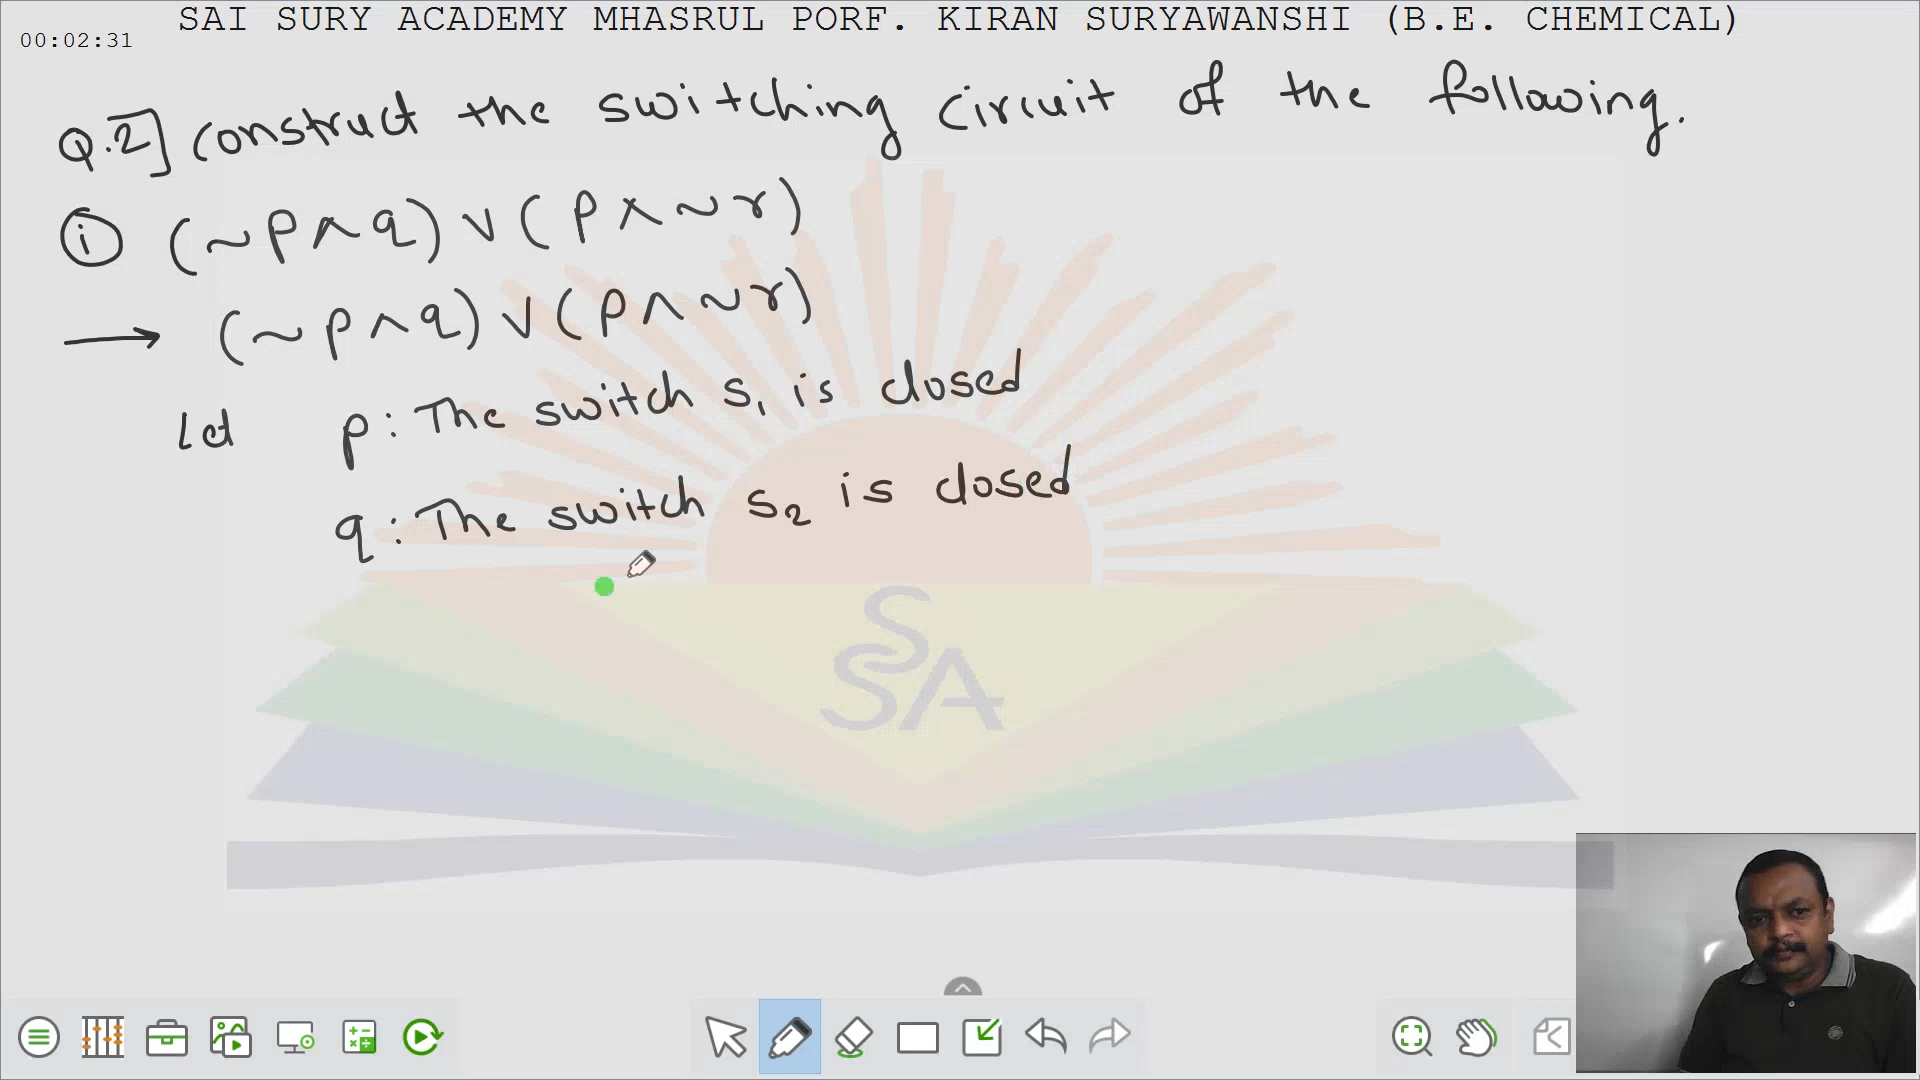 SAI SURY ACADEMY MHASRUL PORF. KIRAN SURYAWANSHI (B.E. CHEMICAL)
00:02:31
Q.2] construct the switching circuit of the following.
(i) (~p∧q)∨(p∧~r)
→ (~p∧q)∨(p∧~r)
Let p: The switch s₁ is closed
q: The switch s₂ is closed
SSA